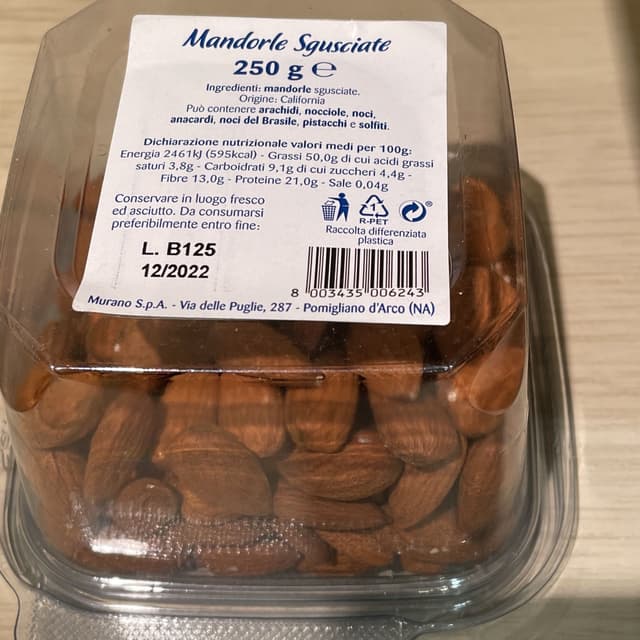 Mandorle Sgusciate
250 g ℮
Ingredienti: mandorle sgusciate.
Origine: California
Può contenere arachidi, nocciole, noci,
anacardi, noci del Brasile, pistacchi e solfiti.
Dichiarazione nutrizionale valori medi per 100g:
Energia 2461kJ (595kcal) - Grassi 50,0g di cui acidi grassi
saturi 3,8g - Carboidrati 9,1g di cui zuccheri 4,4g -
Fibre 13,0g - Proteine 21,0g - Sale 0,04g
Conservare in luogo fresco
ed asciutto. Da consumarsi
preferibilmente entro fine:
L. B125
12/2022
1
R-PET
®
Raccolta differenziata
plastica
8 003435 006243
Murano S.p.A. - Via delle Puglie, 287 - Pomigliano d'Arco (NA)